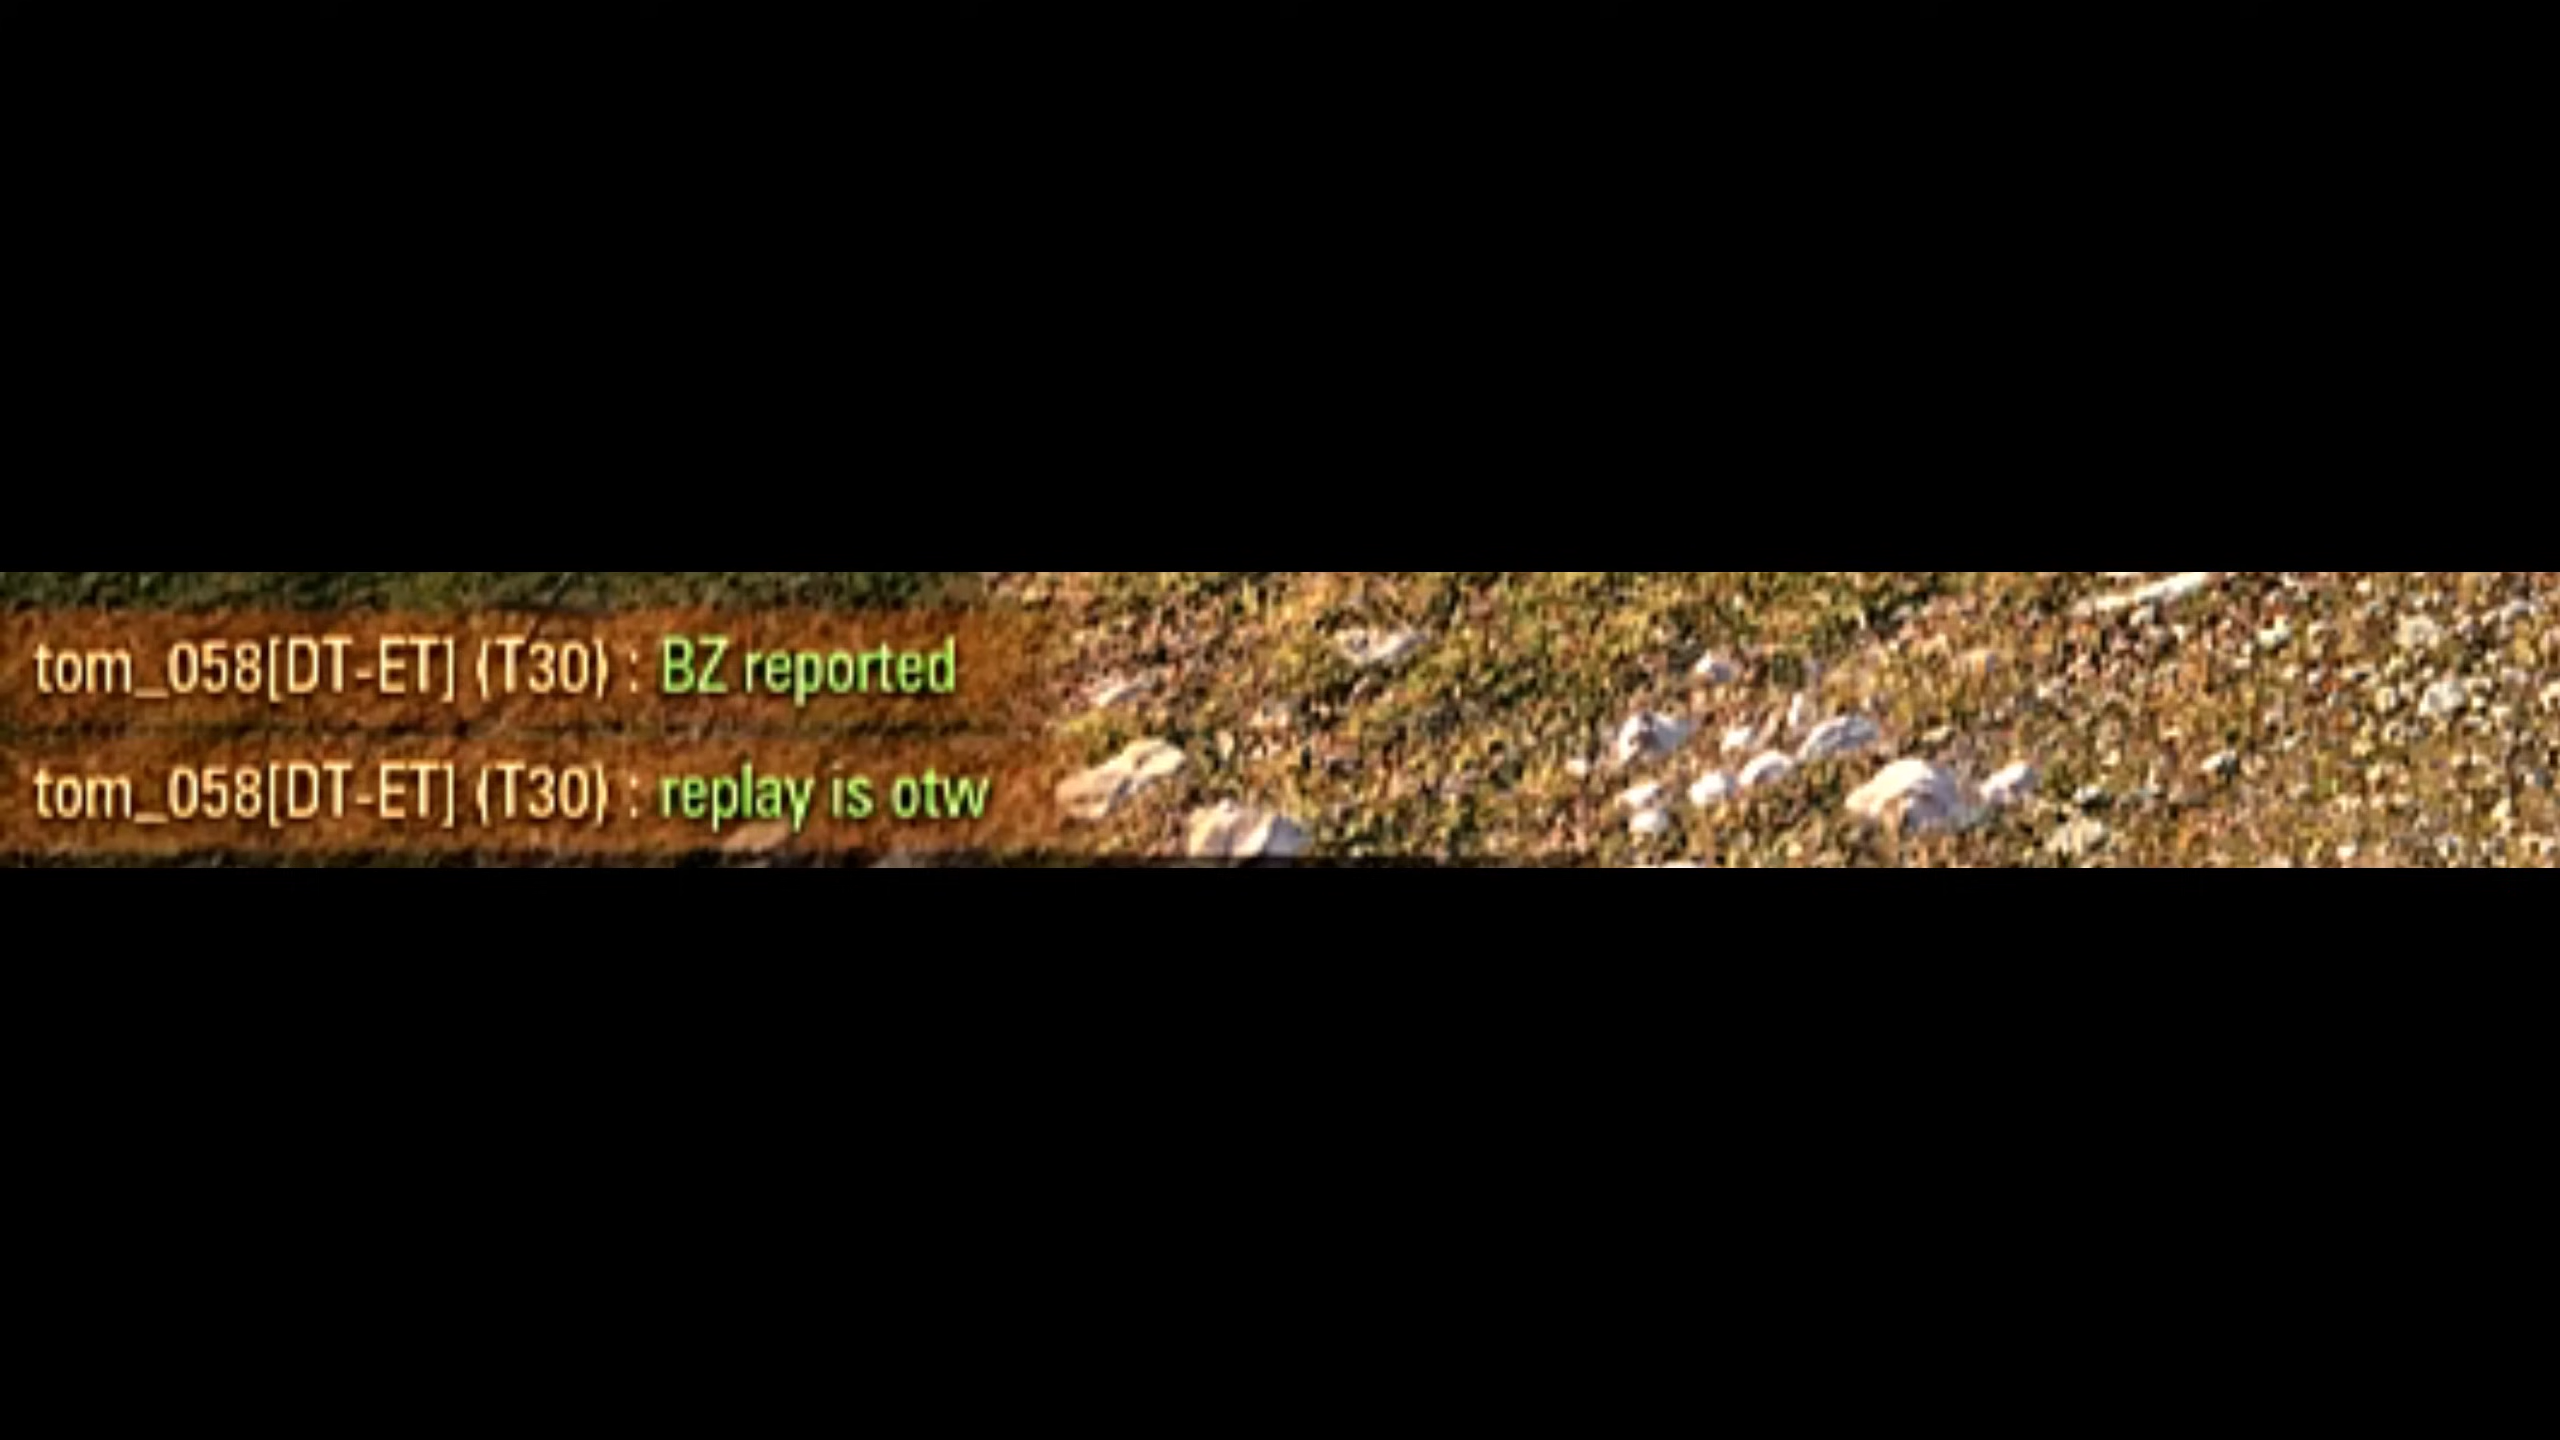 tom_058[DT-ET] (T30) : BZ reported
tom_058[DT-ET] (T30) : replay is otw